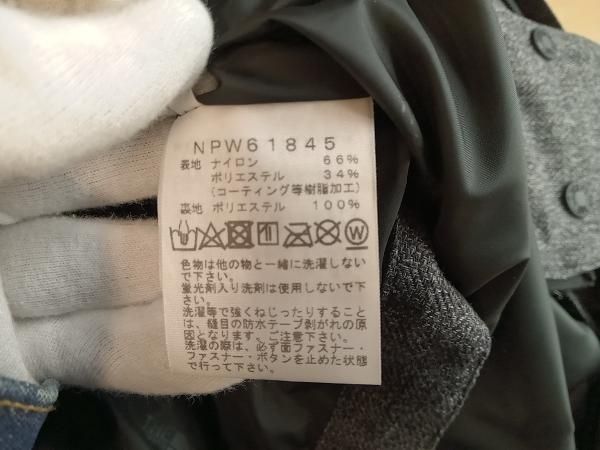 NPW61845
表地 ナイロン 66%
ポリエステル 34%
(コーティング等樹脂加工)
裏地 ポリエステル 100%
色物は他の物と一緒に洗濯しない
で下さい。
蛍光剤入り洗剤は使用しないで下
さい。
洗濯等で強くねじったりすること
は、縫目の防水テープ剥がれの原
因となります。ご注意下さい。
洗濯の際は、必ず面ファスナー・
ファスナー・ボタンを止めた状態
で行って下さい。